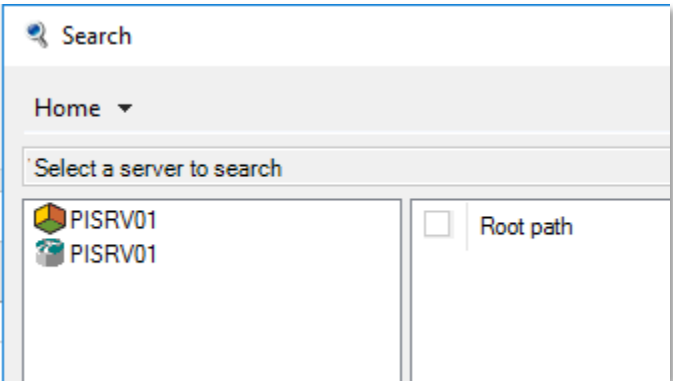 Search
Home
Select a server to search
PISRV01
PISRV01
Root path